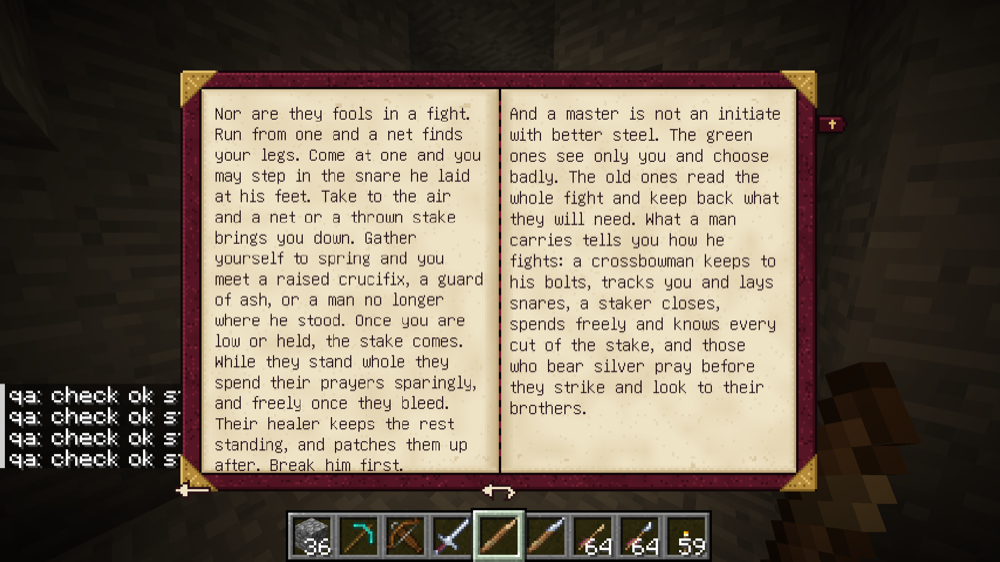 Nor are they fools in a fight.
Run from one and a net finds
your legs. Come at one and you
may step in the snare he laid
at his feet. Take to the air
and a net or a thrown stake
brings you down. Gather
yourself to spring and you
meet a raised crucifix, a guard
of ash, or a man no longer
where he stood. Once you are
low or held, the stake comes.
While they stand whole they
spend their prayers sparingly,
and freely once they bleed.
Their healer keeps the rest
standing, and patches them up
after. Break him first.
And a master is not an initiate
with better steel. The green
ones see only you and choose
badly. The old ones read the
whole fight and keep back what
they will need. What a man
carries tells you how he
fights: a crossbowman keeps to
his bolts, tracks you and lays
snares, a staker closes,
spends freely and knows every
cut of the stake, and those
who bear silver pray before
they strike and look to their
brothers.
qa: check ok
qa: check ok
qa: check ok
qa: check ok
36
64
64
59